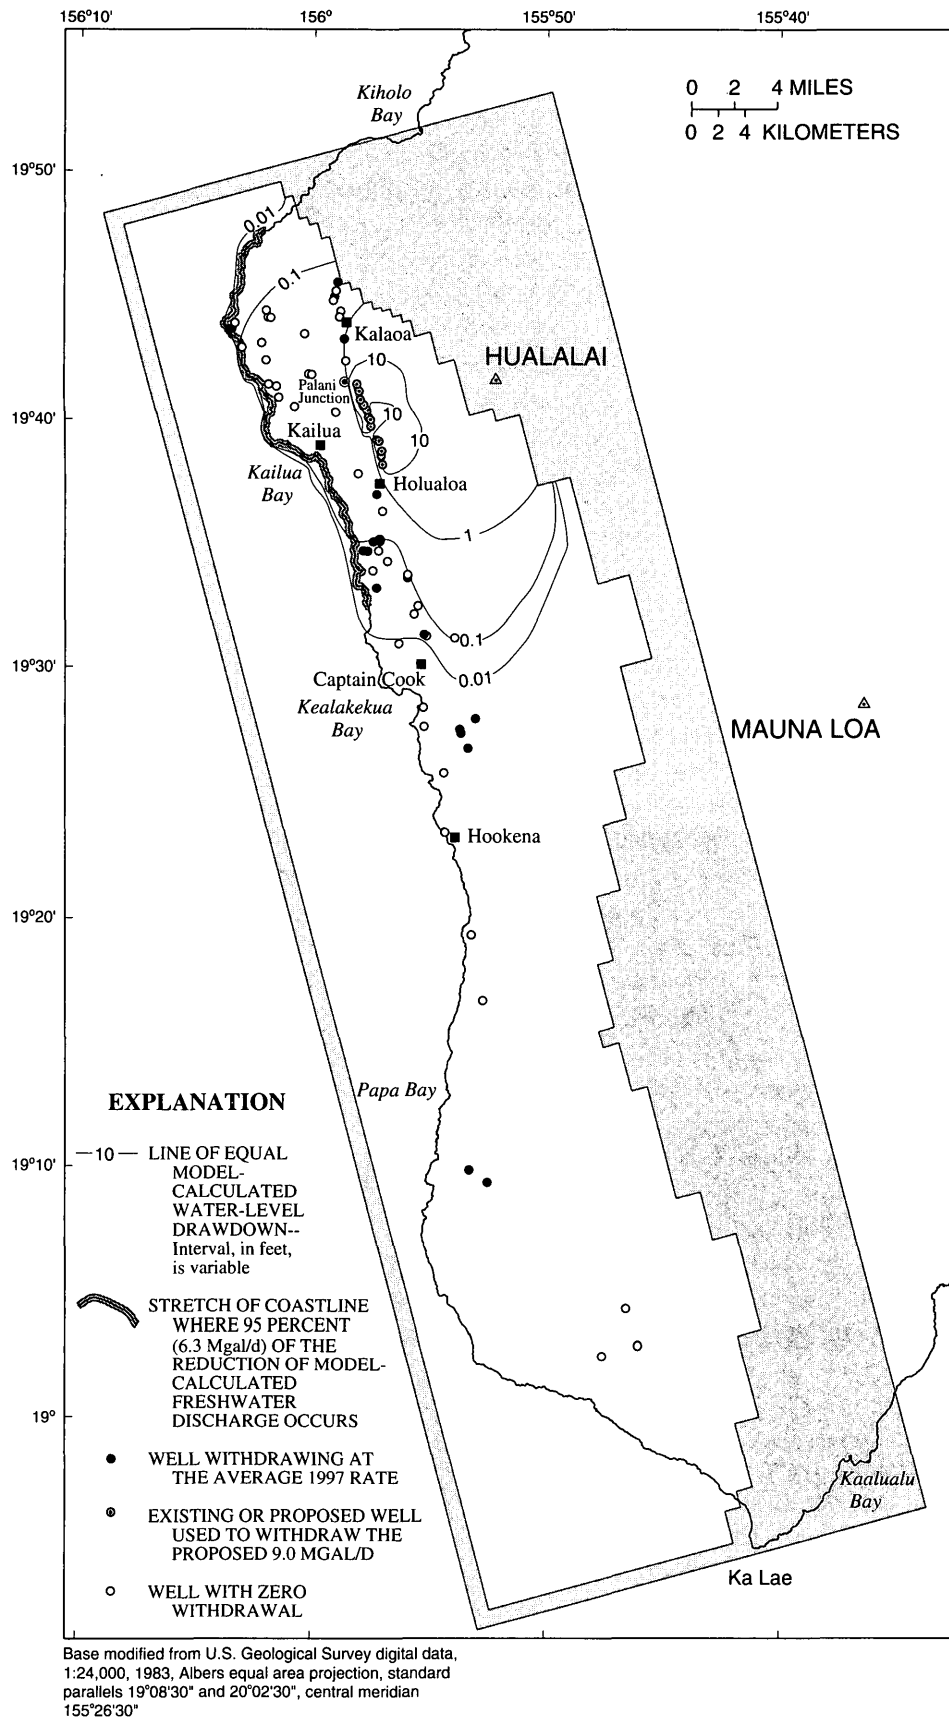 156°10' 156° 155°50' 155°40'
Kiholo
Bay
0 2 4 MILES
0 2 4 KILOMETERS
19°50'
0.01
0.1
Kalaoa
10
HUALALAI
Palani
Junction
10
19°40'
10
Kailua
Kailua
Bay
Holualoa
1
0.1
19°30'
Captain Cook
0.01
Kealakekua
Bay
MAUNA LOA
Hookena
19°20'
Papa Bay
EXPLANATION
19°10'
—10— LINE OF EQUAL
MODEL-
CALCULATED
WATER-LEVEL
DRAWDOWN--
Interval, in feet,
is variable
STRETCH OF COASTLINE
WHERE 95 PERCENT
(6.3 Mgal/d) OF THE
REDUCTION OF MODEL-
CALCULATED
FRESHWATER
DISCHARGE OCCURS
19°
WELL WITHDRAWING AT
THE AVERAGE 1997 RATE
EXISTING OR PROPOSED WELL
USED TO WITHDRAW THE
PROPOSED 9.0 MGAL/D
WELL WITH ZERO
WITHDRAWAL
Kaalualu
Bay
Ka Lae
Base modified from U.S. Geological Survey digital data,
1:24,000, 1983, Albers equal area projection, standard
parallels 19°08'30" and 20°02'30", central meridian
155°26'30"